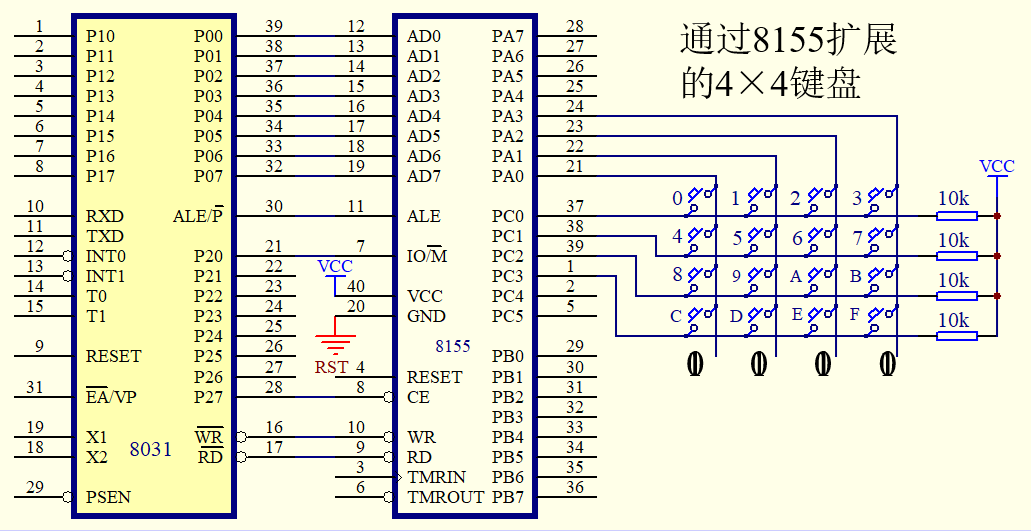 通过8155扩展
的4×4键盘
1 P10 P00 39 12 AD0 PA7 28
2 P11 P01 38 13 AD1 PA6 27
3 P12 P02 37 14 AD2 PA5 26
4 P13 P03 36 15 AD3 PA4 25
5 P14 P04 35 16 AD4 PA3 24
6 P15 P05 34 17 AD5 PA2 23
7 P16 P06 33 18 AD6 PA1 22
8 P17 P07 32 19 AD7 PA0 21
VCC
0 1 2 3 10k
10 RXD ALE/P 30 11 ALE PC0 37
11 TXD PC1 38
4 5 6 7 10k
12 INT0 P20 21 7 IO/M PC2 39
13 INT1 P21 22 VCC PC3 1
8 9 A B 10k
14 T0 P22 23 40 VCC PC4 2
15 T1 P23 24 20 GND PC5 5
C D E F 10k
P24 25
8155
9 RESET P25 26 PB0 29
RST
P26 27 4 RESET PB1 30
31 EA/VP P27 28 8 CE PB2 31
PB3 32
19 X1 WR 16 10 WR PB4 33
8031
18 X2 RD 17 9 RD PB5 34
3 TMRIN PB6 35
29 PSEN 6 TMROUT PB7 36